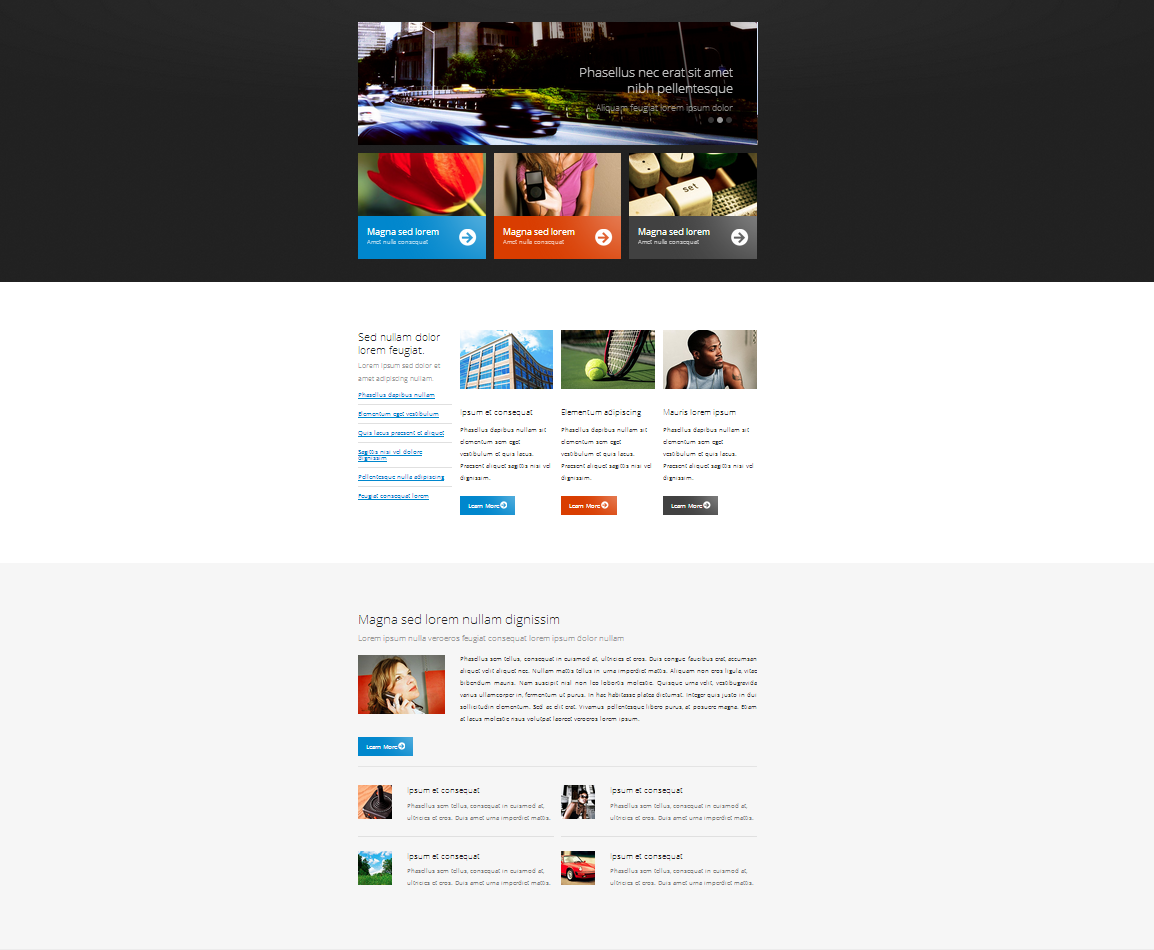 Phasellus nec erat sit amet
nibh pellentesque
Aliquam feugiat lorem ipsum dolor
Magna sed lorem
Amet nulla consequat
Magna sed lorem
Amet nulla consequat
set
Magna sed lorem
Amet nulla consequat
Sed nullam dolor
lorem feugiat.
Lorem ipsum sed dolor et
amet adipiscing nullam.
Phasellus dapibus nullam
Elementum eget vestibulum
Quis lacus praesent et aliquet
Sagittis nisi vel dolore
dignissim
Pellentesque nulla adipiscing
Feugiat consequat lorem
Ipsum et consequat
Phasellus dapibus nullam sit
elementum sem eget
vestibulum et quis lacus.
Praesent aliquet sagittis nisi vel
dignissim.
Learn More
Elementum adipiscing
Phasellus dapibus nullam sit
elementum sem eget
vestibulum et quis lacus.
Praesent aliquet sagittis nisi vel
dignissim.
Learn More
Mauris lorem ipsum
Phasellus dapibus nullam sit
elementum sem eget
vestibulum et quis lacus.
Praesent aliquet sagittis nisi vel
dignissim.
Learn More
Magna sed lorem nullam dignissim
Lorem ipsum nulla veroeros feugiat consequat lorem ipsum dolor nullam
Phasellus sem tellus, consequat in euismod at, ultricies et eros. Duis congue faucibus erat, accumsan
aliquet velit aliquet nec. Nullam mattis tellus in urna imperdiet mattis. Aliquam non eros ligula, vitae
bibendum mauris. Nam suscipit nisl non leo lobortis molestie. Quisque urna velit, vestibugravida
varius ullamcorper in, fermentum ut purus. In hac habitasse platea dictumst. Integer quis justo in dui
sollicitudin elementum. Sed ac elit erat. Vivamus pellentesque libero purus, at posuere magna. Etiam
at lacus molestie risus volutpat laoreet veroeros lorem ipsum.
Learn More
Ipsum et consequat
Phasellus sem tellus, consequat in euismod at,
ultricies et eros. Duis amet urna imperdiet mattis.
Ipsum et consequat
Phasellus sem tellus, consequat in euismod at,
ultricies et eros. Duis amet urna imperdiet mattis.
Ipsum et consequat
Phasellus sem tellus, consequat in euismod at,
ultricies et eros. Duis amet urna imperdiet mattis.
Ipsum et consequat
Phasellus sem tellus, consequat in euismod at,
ultricies et eros. Duis amet urna imperdiet mattis.